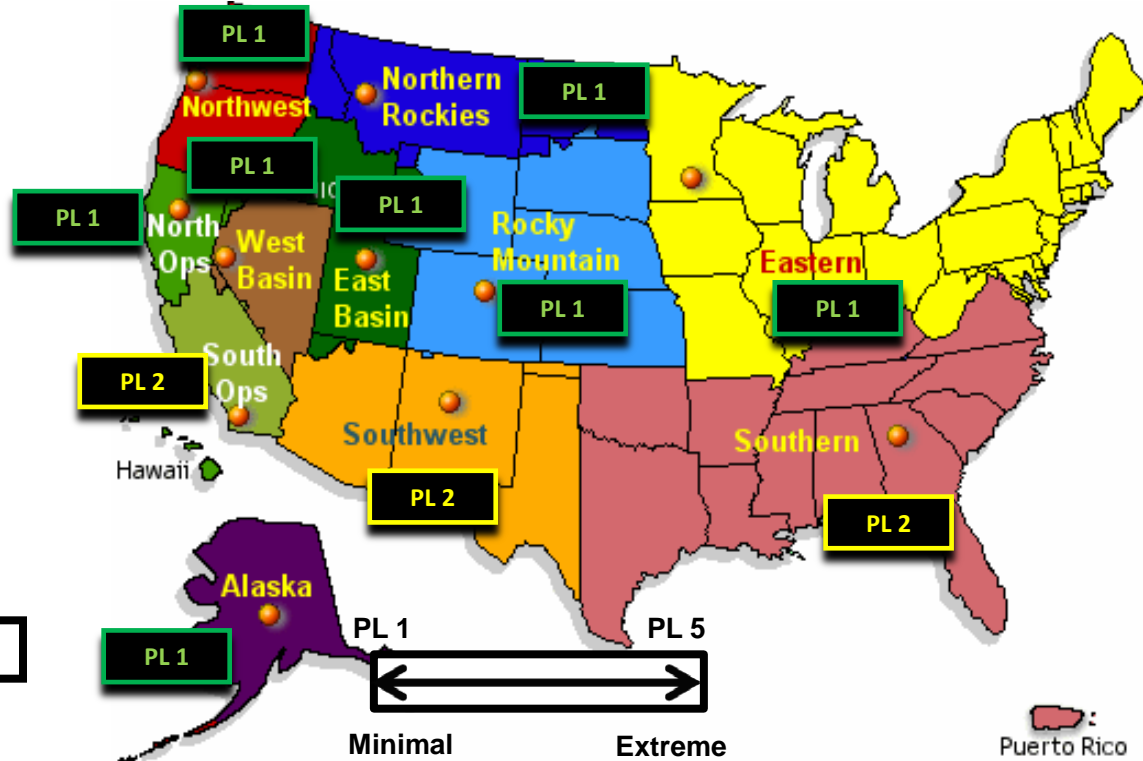 PL 1
Northern
Rockies
PL 1
Northwest
PL 1
PL 1
PL 1
North
Ops
West
Basin
East
Basin
Rocky
Mountain
PL 1
Eastern
PL 1
South
Ops
PL 2
Southwest
PL 2
Southern
PL 2
Hawaii
Alaska
PL 1
PL 1
PL 5
Minimal
Extreme
Puerto Rico